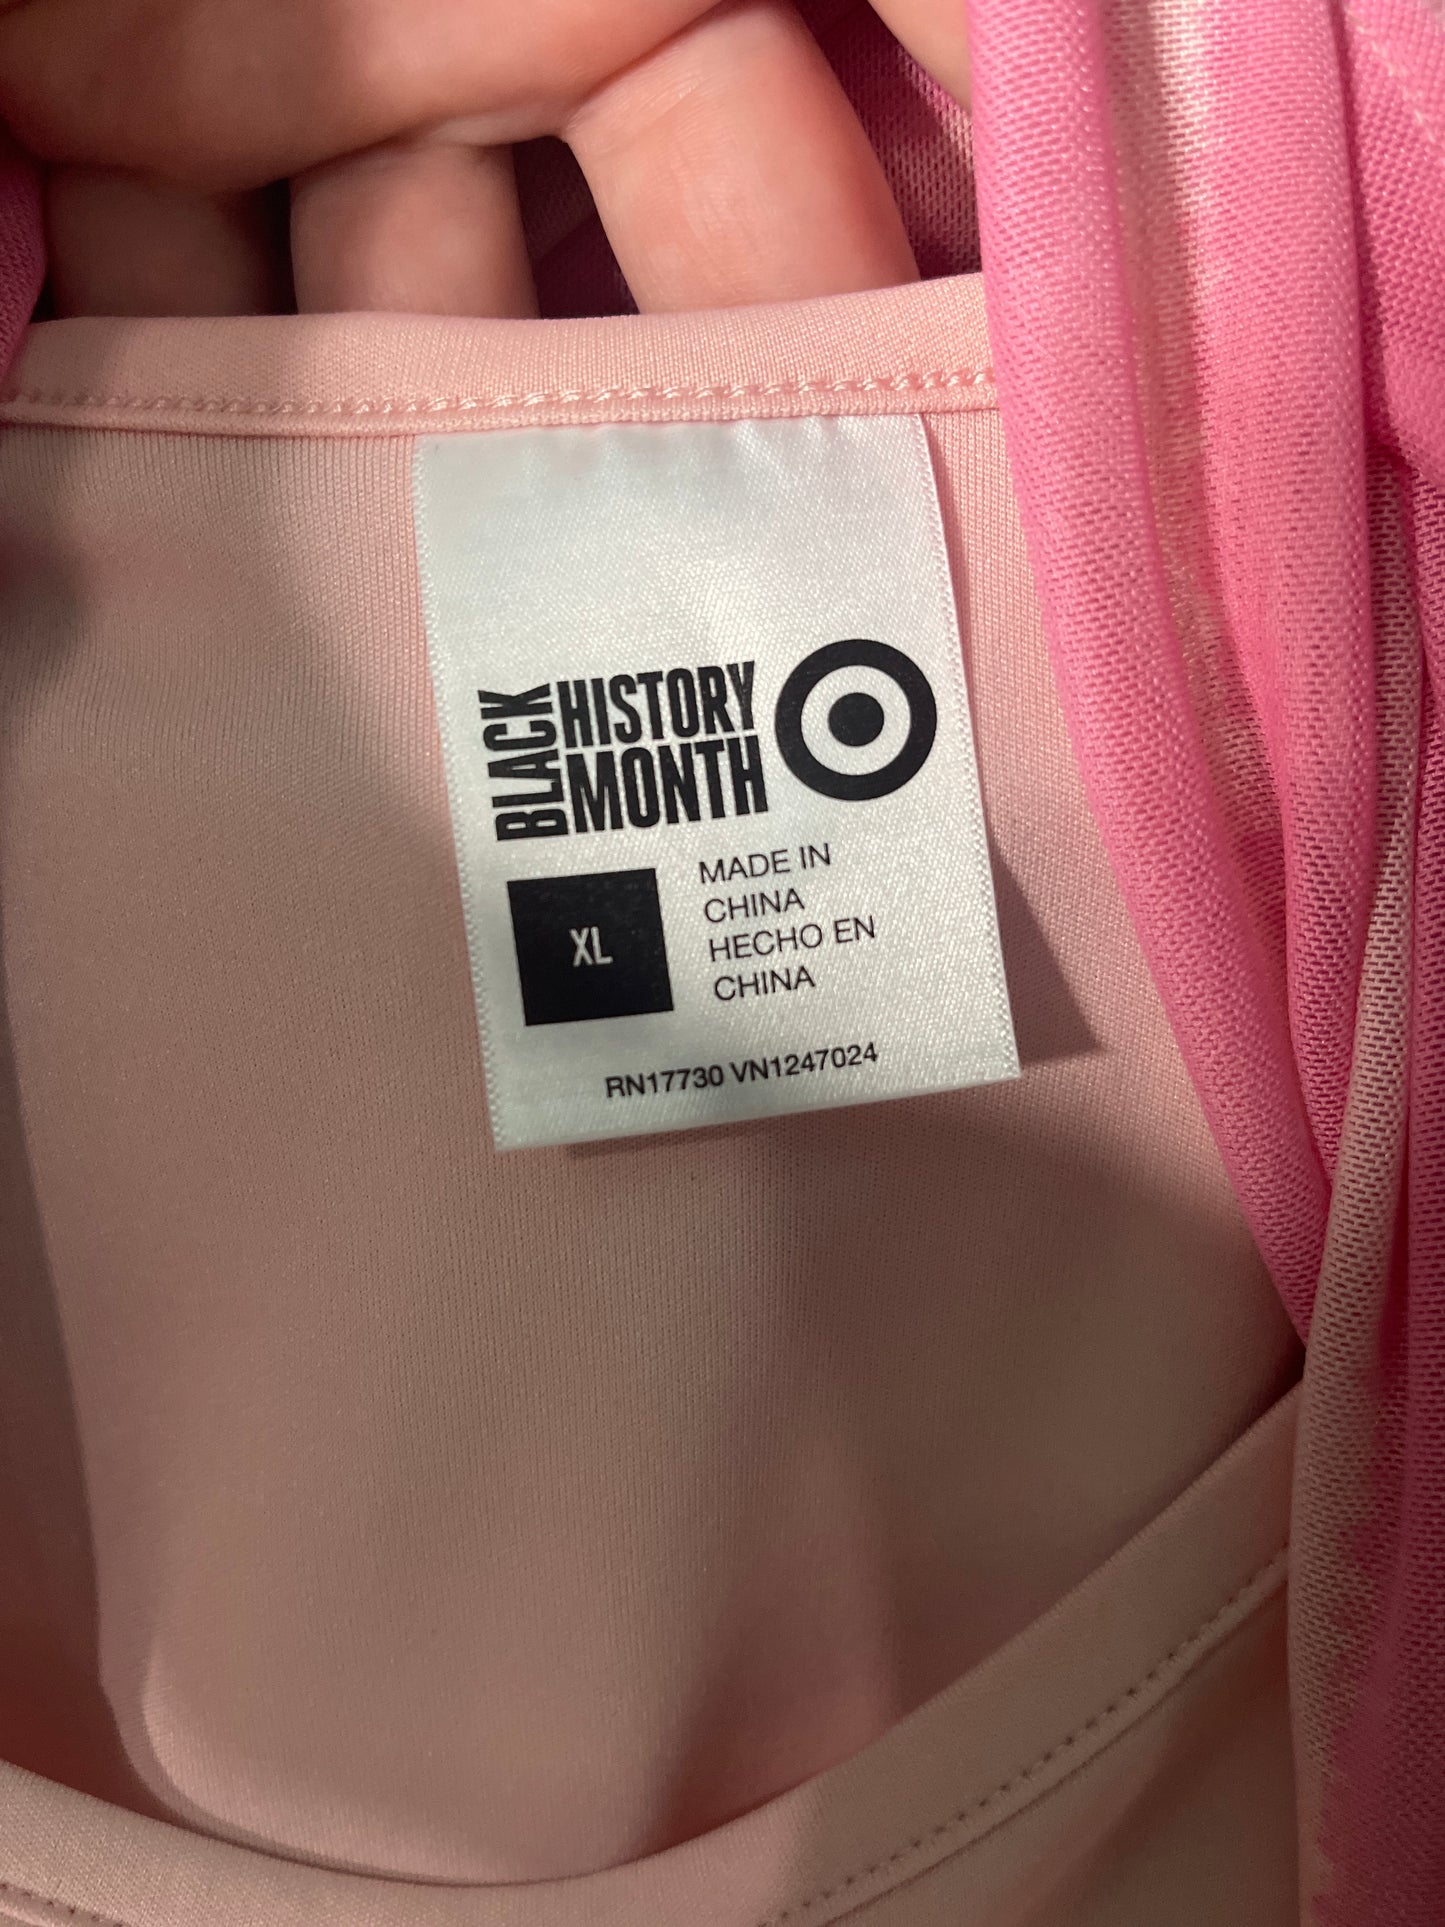 BLACK
HISTORY
MONTH
XL
MADE IN
CHINA
HECHO EN
CHINA
RN17730 VN1247024